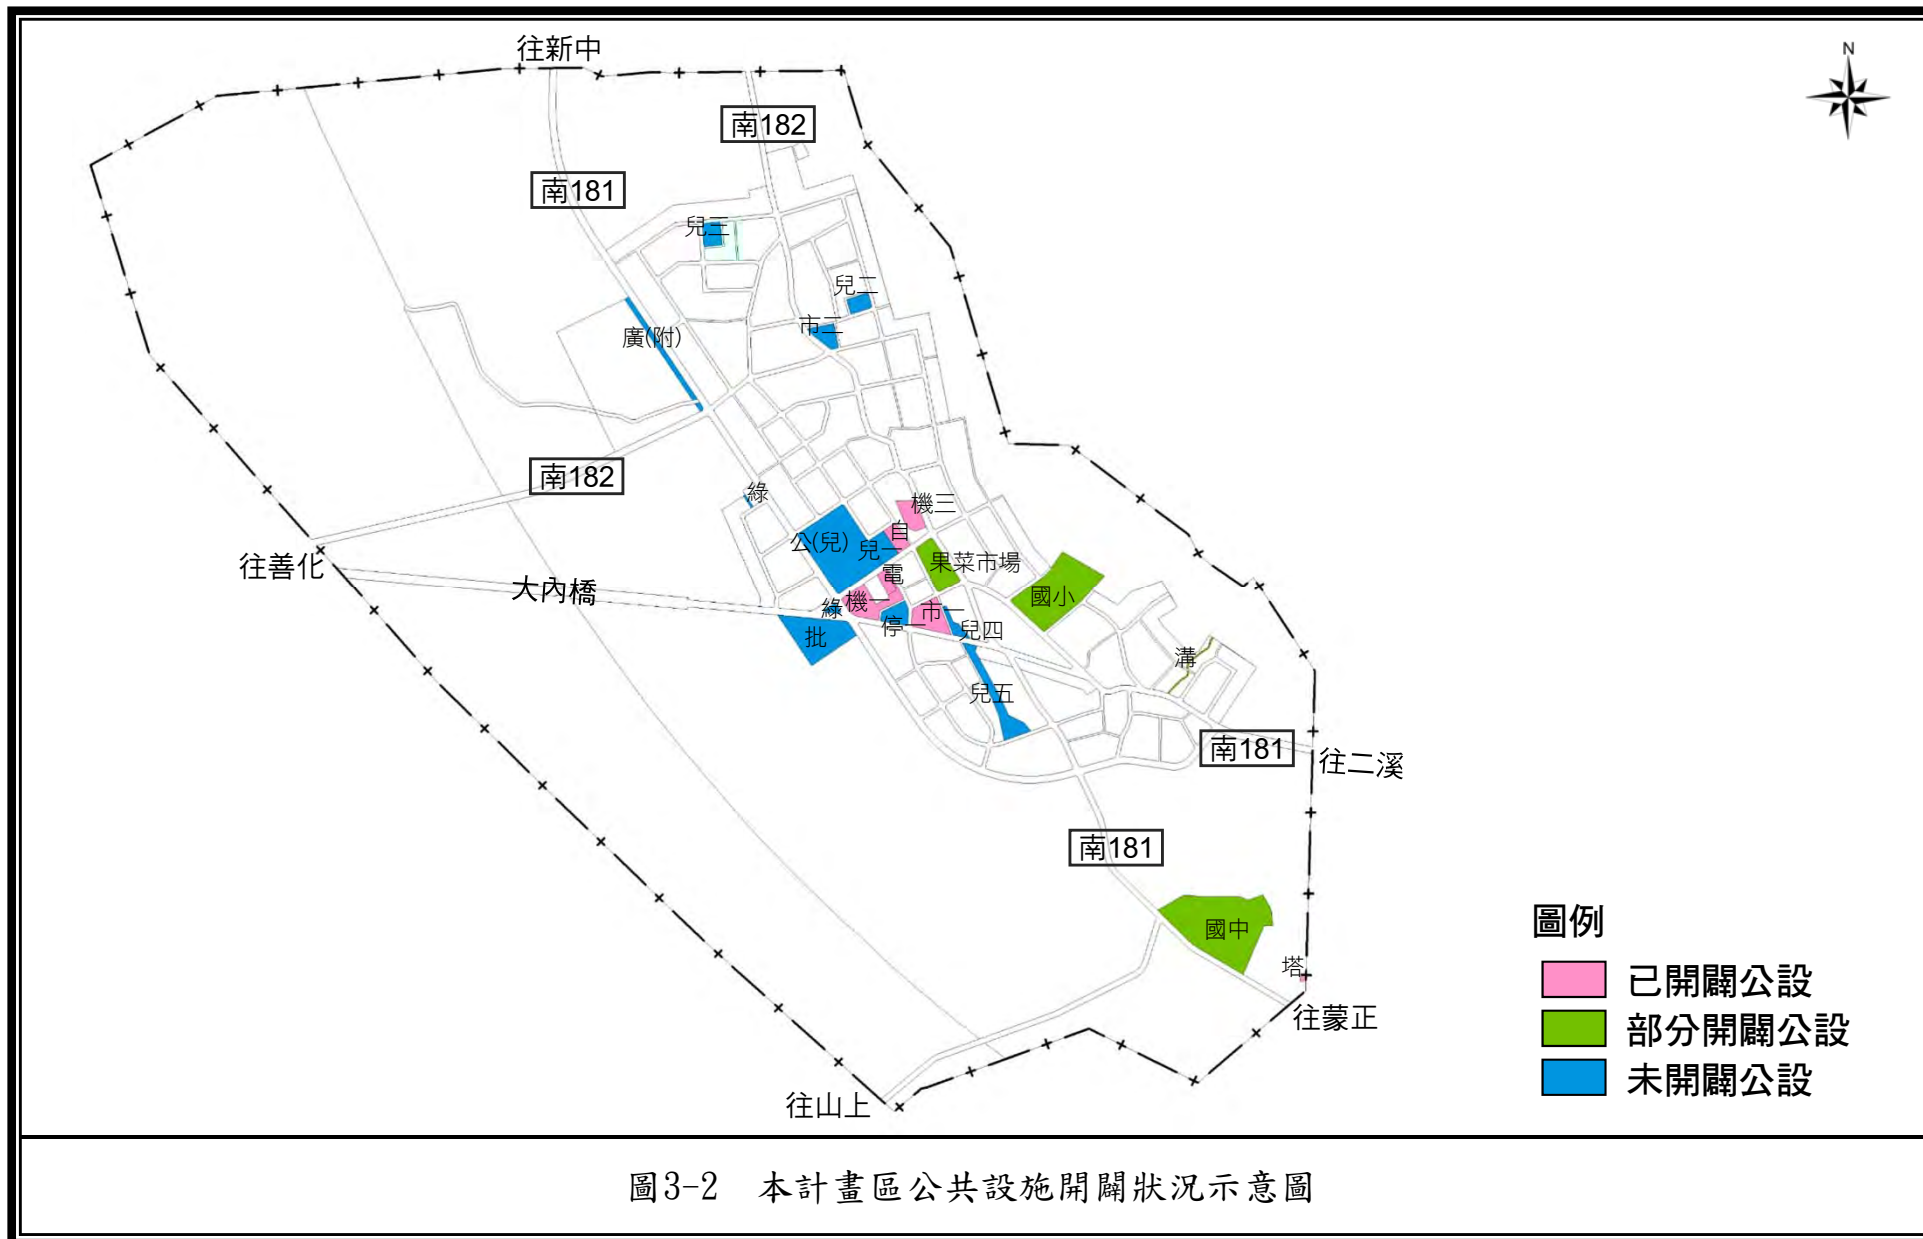 往新中
N
南182
南181
兒三
兒二
市二
廣(附)
南182
綠
機三
自
公(兒)
兒一
果菜市場
電
往善化
大內橋
國小
機一
綠
市一
停一
兒四
批
溝
兒五
南181
往二溪
南181
國中
塔
往蒙正
往山上
圖例
已開闢公設
部分開闢公設
未開闢公設
圖3-2　本計畫區公共設施開闢狀況示意圖